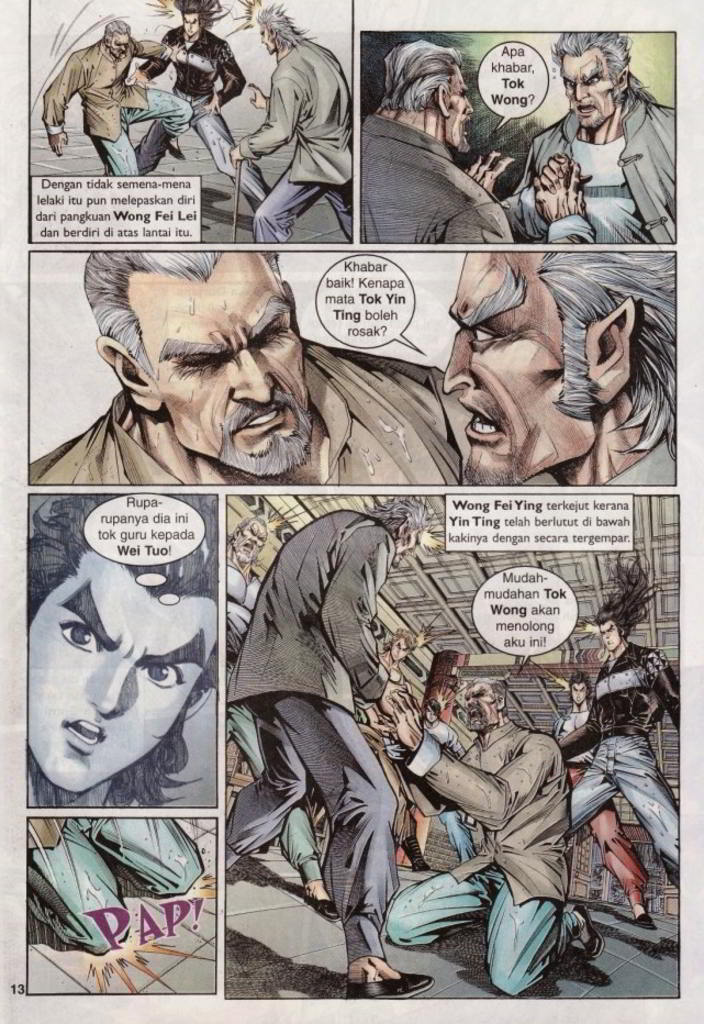 Dengan tidak semena-mena
lelaki itu pun melepaskan diri
dari pangkuan Wong Fei Lei
dan berdiri di atas lantai itu.
Apa
khabar,
Tok
Wong?
Khabar
baik! Kenapa
mata Tok Yin
Ting boleh
rosak?
Rupa-
rupanya dia ini
tok guru kepada
Wei Tuo!
Wong Fei Ying terkejut kerana
Yin Ting telah berlutut di bawah
kakinya dengan secara tergempar.
Mudah-
mudahan Tok
Wong akan
menolong
aku ini!
PAP!
13